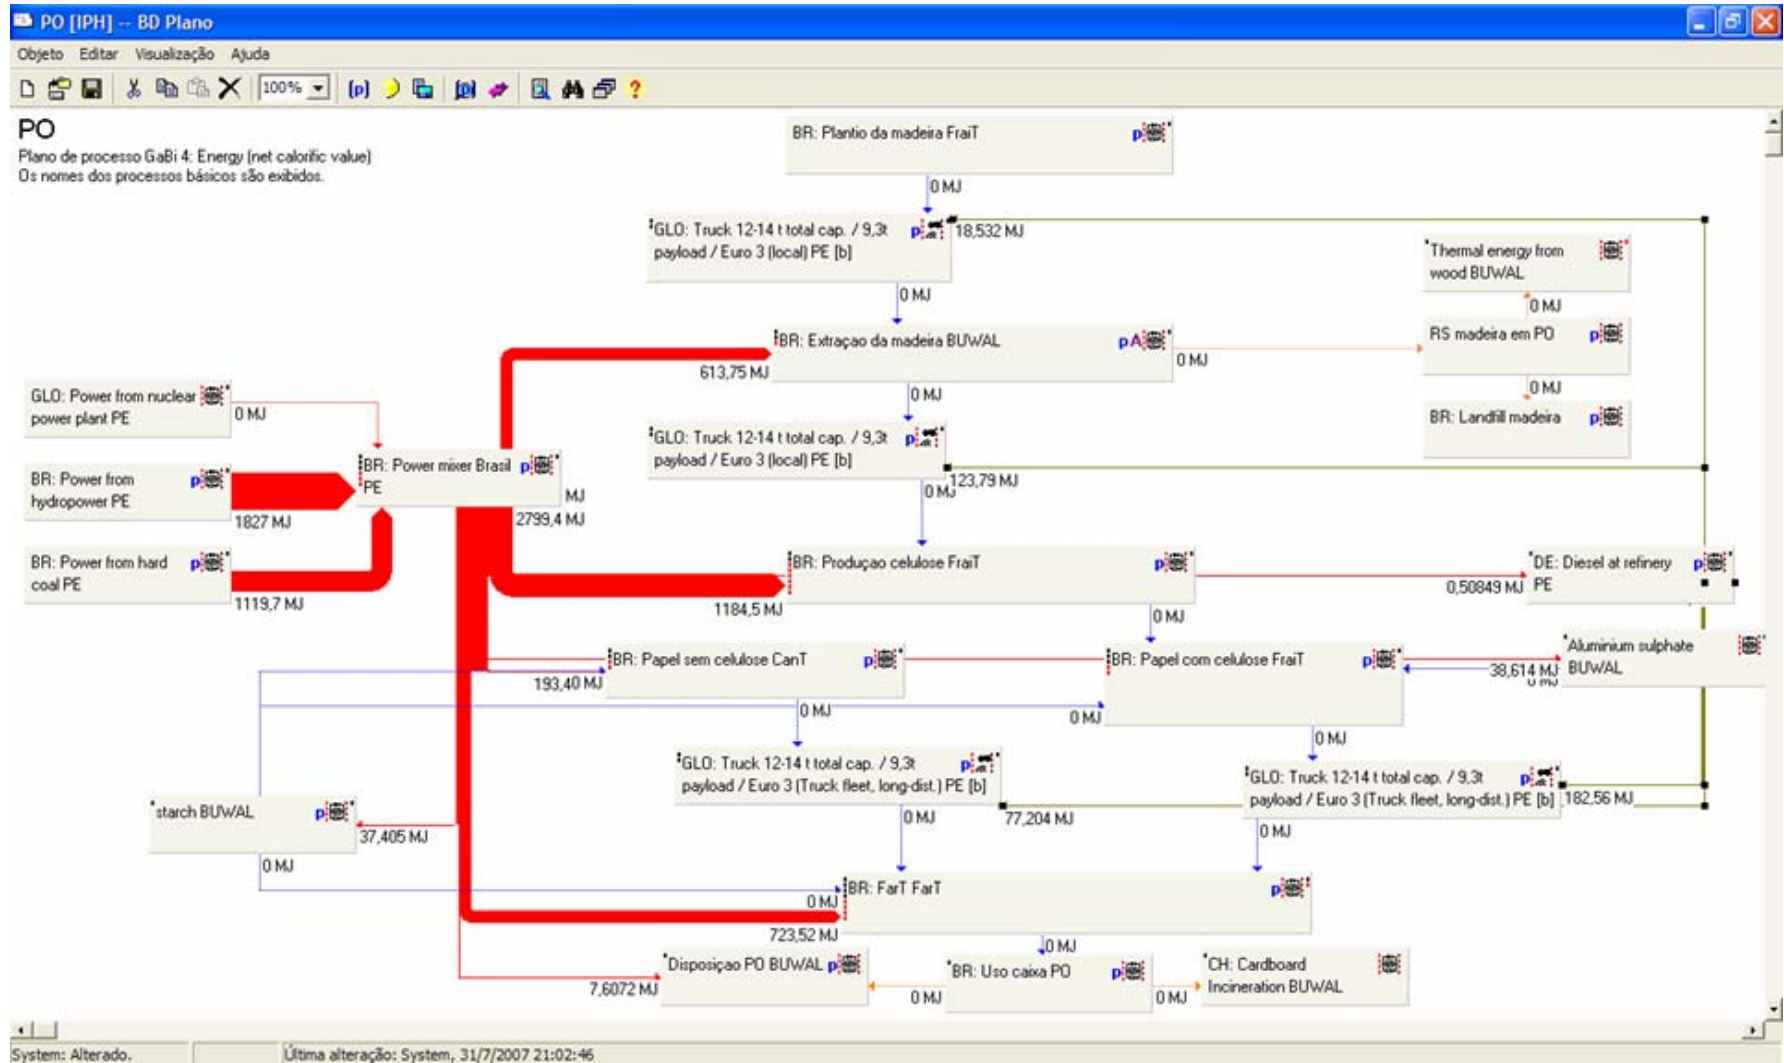 PO [IPH] -- BD Plano
Objeto Editar Visualização Ajuda
100%
PO
Plano de processo GaBi 4: Energy (net calorific value)
Os nomes dos processos básicos são exibidos.
BR: Plantio da madeira FraiT
0 MJ
GLO: Truck 12-14 t total cap. / 9,3t
payload / Euro 3 (local) PE [b]
18,532 MJ
0 MJ
Thermal energy from
wood BUWAL
0 MJ
BR: Extraçao da madeira BUWAL
613,75 MJ
0 MJ
RS madeira em PO
0 MJ
BR: Landfill madeira
0 MJ
GLO: Power from nuclear
power plant PE
0 MJ
GLO: Truck 12-14 t total cap. / 9,3t
payload / Euro 3 (local) PE [b]
123,79 MJ
0 MJ
BR: Power mixer Brasil
PE
MJ
2799,4 MJ
BR: Power from
hydropower PE
1827 MJ
BR: Power from hard
coal PE
1119,7 MJ
BR: Produçao celulose FraiT
1184,5 MJ
0 MJ
DE: Diesel at refinery
PE
0,50849 MJ
BR: Papel sem celulose CanT
193,40 MJ
0 MJ
BR: Papel com celulose FraiT
0 MJ
0 MJ
Aluminium sulphate
BUWAL
38,614 MJ
0 MJ
GLO: Truck 12-14 t total cap. / 9,3t
payload / Euro 3 (Truck fleet, long-dist.) PE [b]
77,204 MJ
0 MJ
GLO: Truck 12-14 t total cap. / 9,3t
payload / Euro 3 (Truck fleet, long-dist.) PE [b]
182,56 MJ
0 MJ
starch BUWAL
37,405 MJ
0 MJ
BR: FarT FarT
0 MJ
723,52 MJ
0 MJ
Disposiçao PO BUWAL
7,6072 MJ
BR: Uso caixa PO
0 MJ
0 MJ
CH: Cardboard
Incineration BUWAL
System: Alterado.
Última alteração: System, 31/7/2007 21:02:46